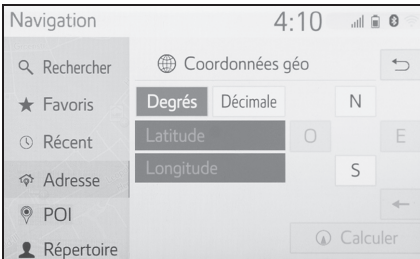 Navigation 4:10
Rechercher
Favoris
Récent
Adresse
POI
Répertoire
Coordonnées géo
Degrés Décimale N
Latitude O E
Longitude S
Calculer